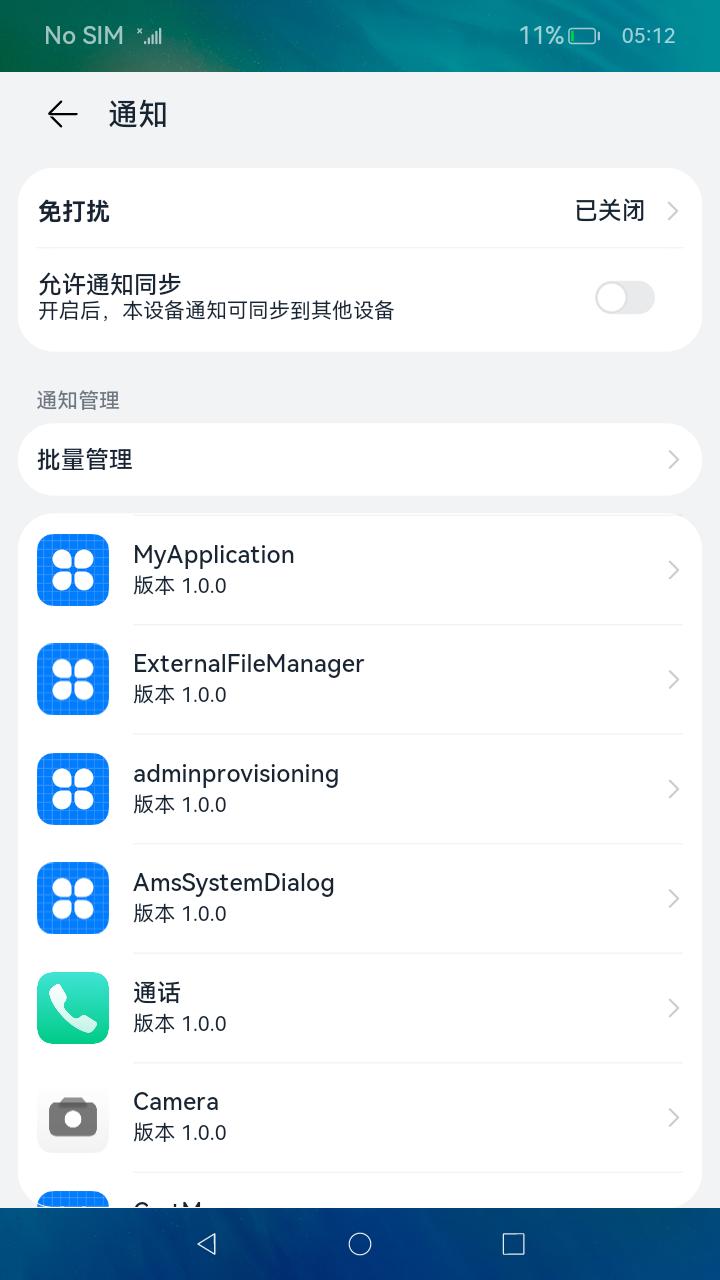 No SIM
11%
05:12
通知
免打扰
已关闭
允许通知同步
开启后，本设备通知可同步到其他设备
通知管理
批量管理
MyApplication
版本 1.0.0
ExternalFileManager
版本 1.0.0
adminprovisioning
版本 1.0.0
AmsSystemDialog
版本 1.0.0
通话
版本 1.0.0
Camera
版本 1.0.0